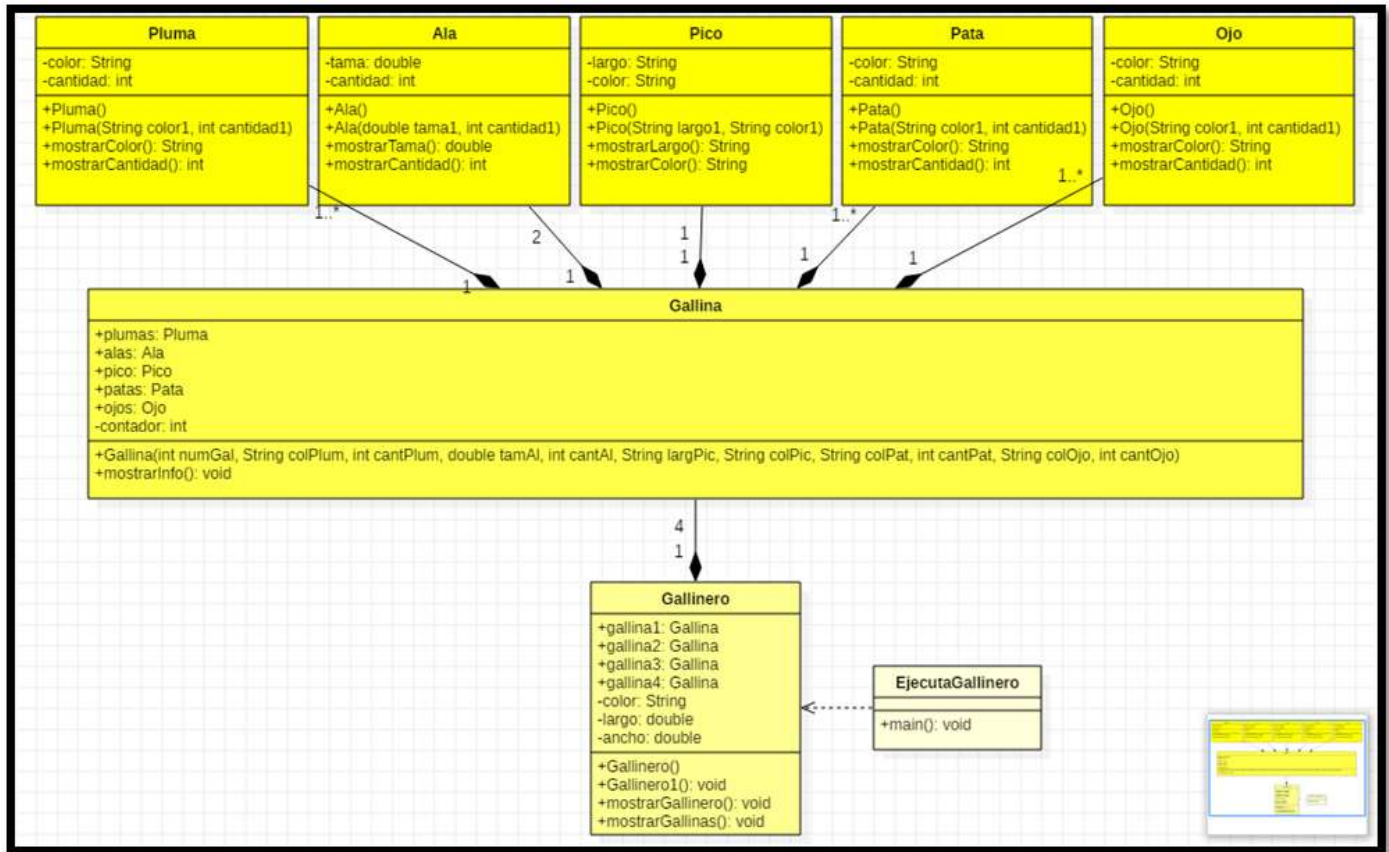 Pluma
-color: String
-cantidad: int
+Pluma()
+Pluma(String color1, int cantidad1)
+mostrarColor(): String
+mostrarCantidad(): int
Ala
-tama: double
-cantidad: int
+Ala()
+Ala(double tama1, int cantidad1)
+mostrarTama(): double
+mostrarCantidad(): int
Pico
-largo: String
-color: String
+Pico()
+Pico(String largo1, String color1)
+mostrarLargo(): String
+mostrarColor(): String
Pata
-color: String
-cantidad: int
+Pata()
+Pata(String color1, int cantidad1)
+mostrarColor(): String
+mostrarCantidad(): int
Ojo
-color: String
-cantidad: int
+Ojo()
+Ojo(String color1, int cantidad1)
+mostrarColor(): String
+mostrarCantidad(): int
1..*
2
1
1..*
1..*
1
1
1
1
1
Gallina
+plumas: Pluma
+alas: Ala
+pico: Pico
+patas: Pata
+ojos: Ojo
-contador: int
+Gallina(int numGal, String colPlum, int cantPlum, double tamAl, int cantAl, String largPic, String colPic, String colPat, int cantPat, String colOjo, int cantOjo)
+mostrarInfo(): void
4
1
Gallinero
+gallina1: Gallina
+gallina2: Gallina
+gallina3: Gallina
+gallina4: Gallina
-color: String
-largo: double
-ancho: double
+Gallinero()
+Gallinero1(): void
+mostrarGallinero(): void
+mostrarGallinas(): void
EjecutaGallinero
+main(): void